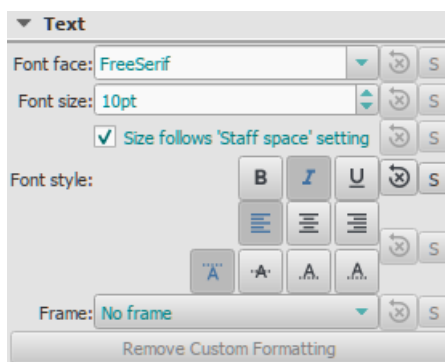 Text
Font face: FreeSerif S
Font size: 10pt S
Size follows 'Staff space' setting S
Font style: B I U S
S
A A A A
Frame: No frame S
Remove Custom Formatting